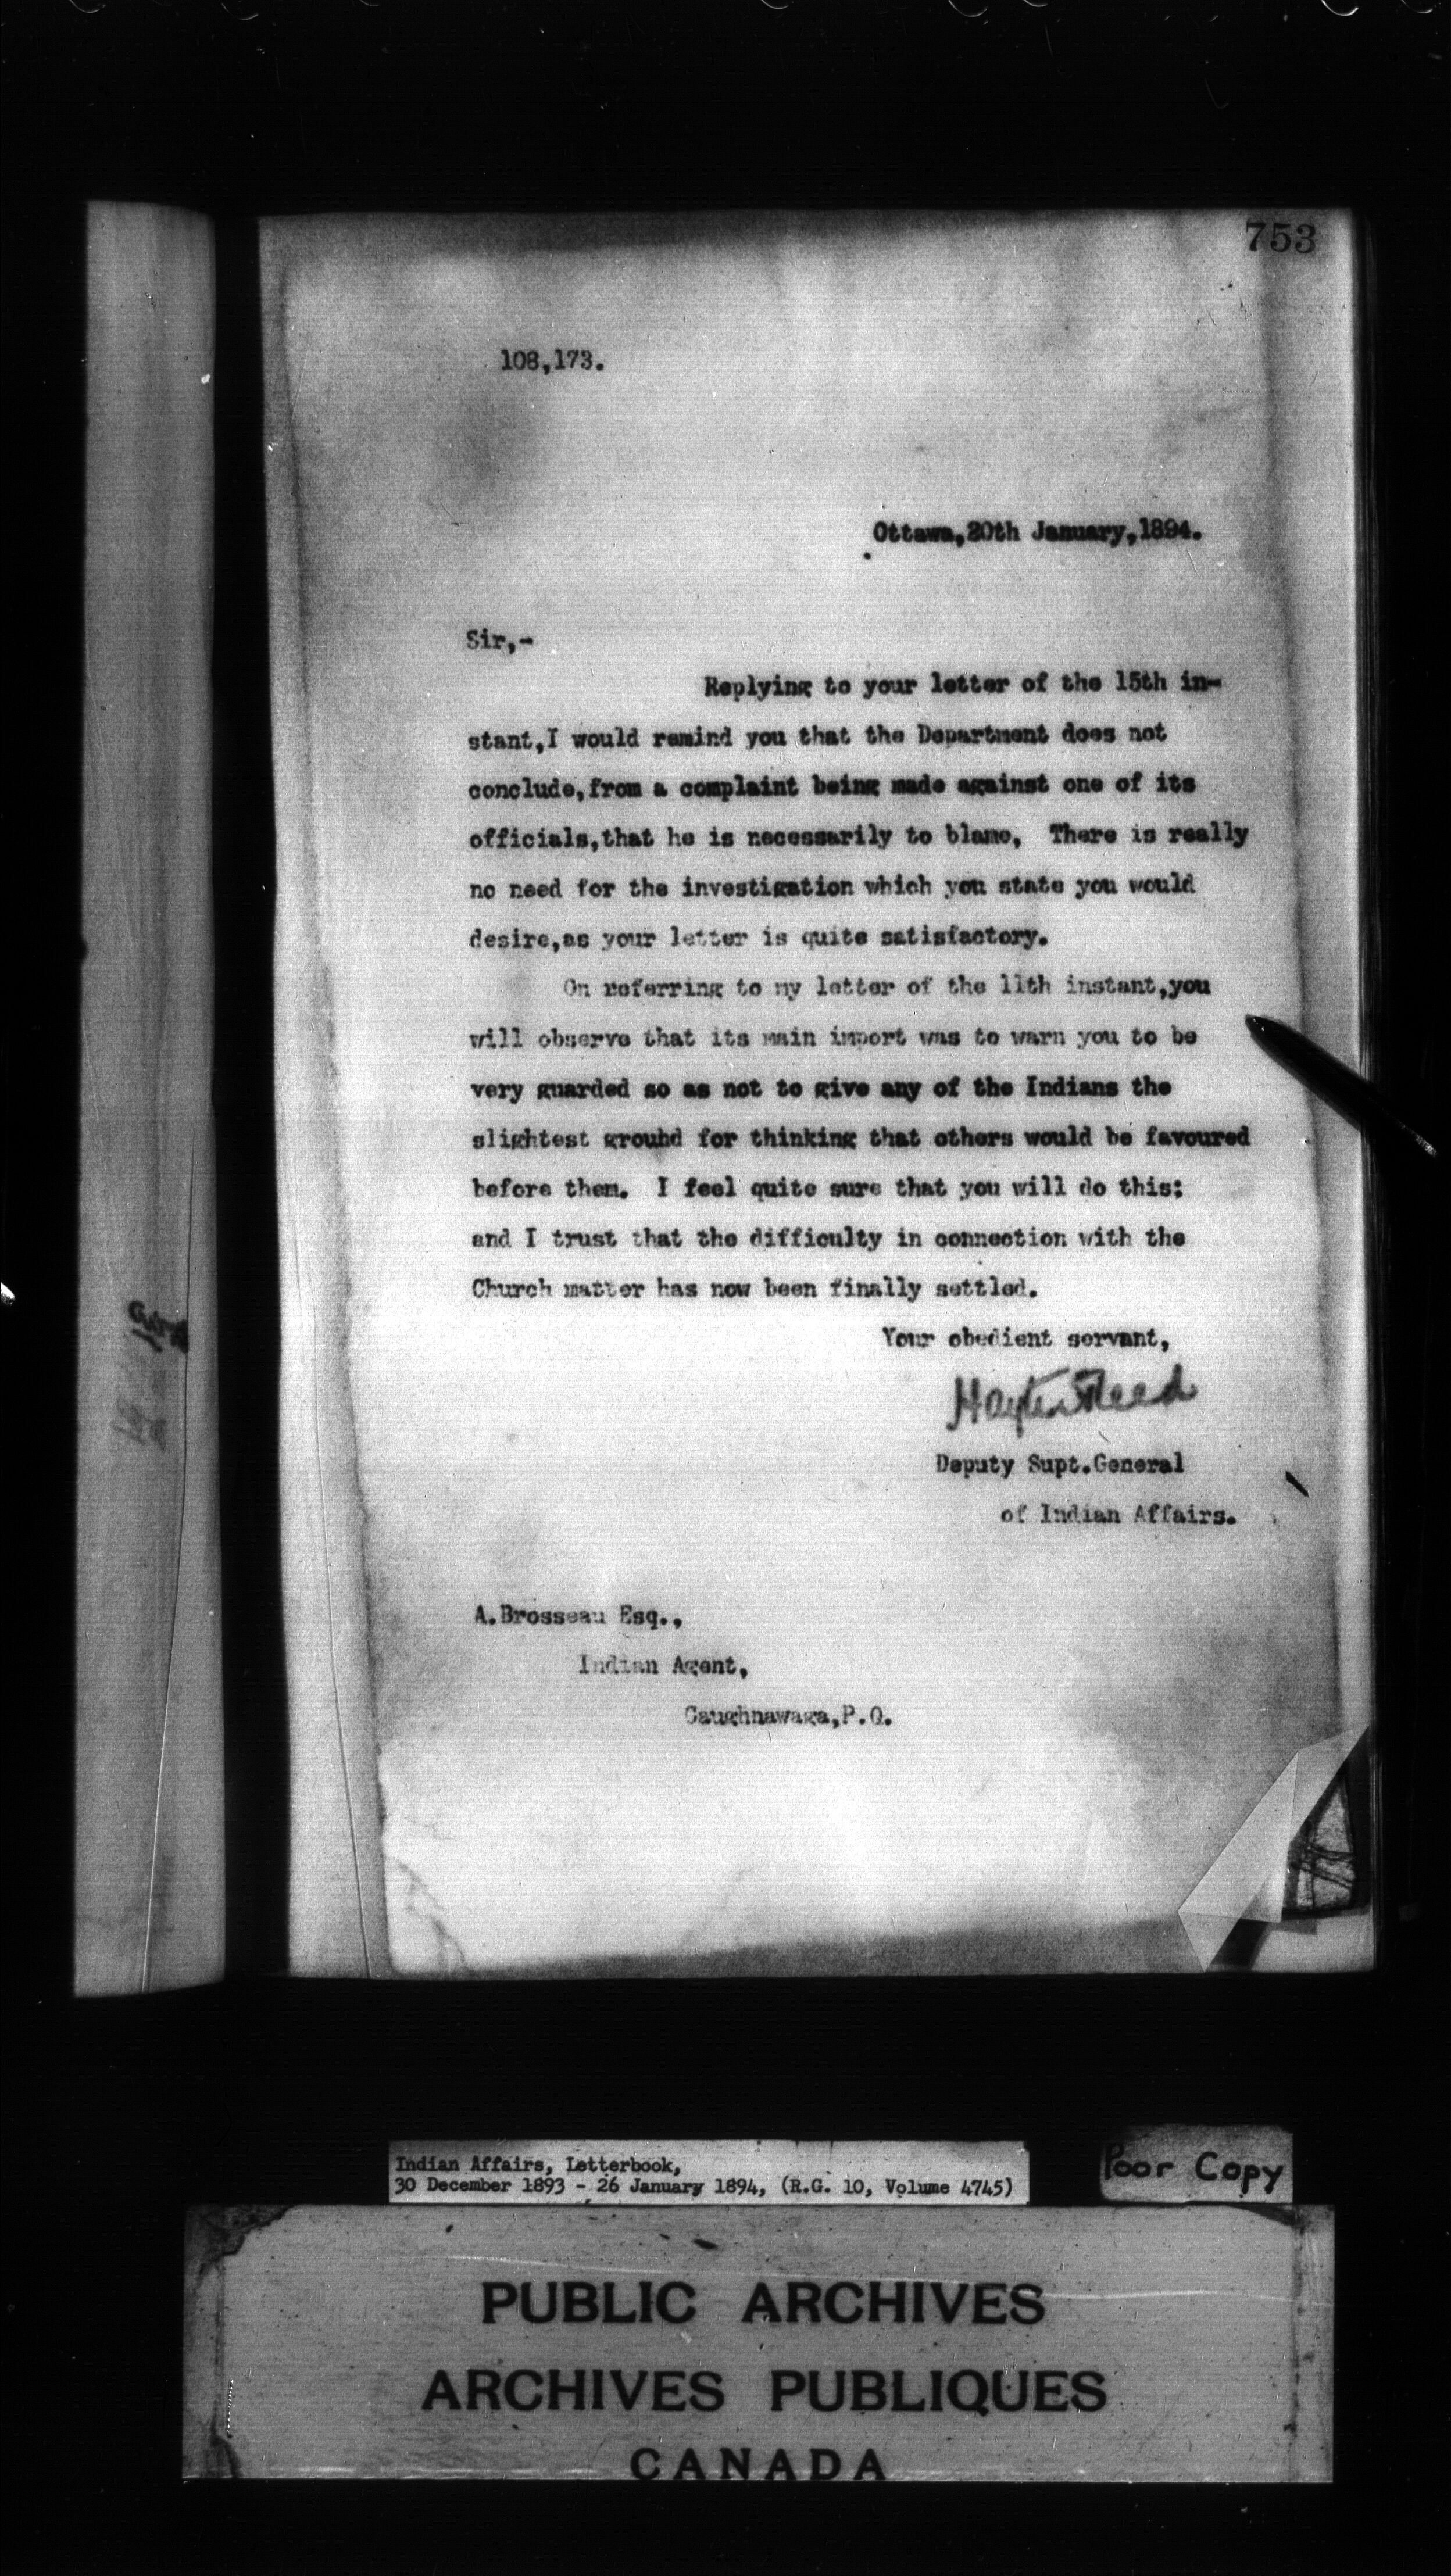 753
108,173.
Ottawa,20th January,1894.
Sir,-
Replying to your letter of the 15th in-
stant,I would remind you that the Department does not
conclude,from a complaint being made against one of its
officials,that he is necessarily to blame, There is really
no need for the investigation which you state you would
desire,as your letter is quite satisfactory.
On referring to my letter of the 11th instant,you
will observe that its main import was to warn you to be
very guarded so as not to give any of the Indians the
slightest ground for thinking that others would be favoured
before them. I feel quite sure that you will do this;
and I trust that the difficulty in connection with the
Church matter has now been finally settled.
Your obedient servant,
Hayter Reed
Deputy Supt.General
of Indian Affairs.
A.Brosseau Esq.,
Indian Agent,
Caughnawaga,P.Q.
Indian Affairs, Letterbook,
30 December 1893 - 26 January 1894, (R.G. 10, Volume 4745)
Poor Copy
PUBLIC ARCHIVES
ARCHIVES PUBLIQUES
CANADA